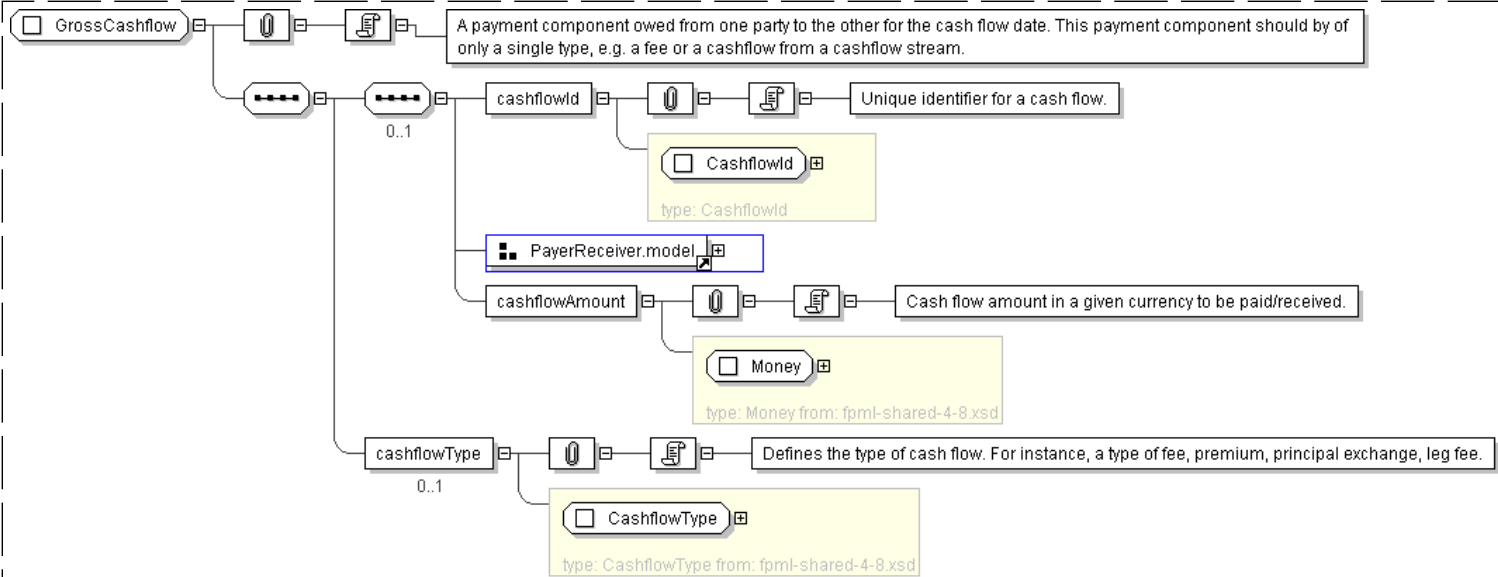 GrossCashflow
A payment component owed from one party to the other for the cash flow date. This payment component should by of
only a single type, e.g. a fee or a cashflow from a cashflow stream.
0..1
cashflowId
Unique identifier for a cash flow.
CashflowId
type: CashflowId
PayerReceiver.model
cashflowAmount
Cash flow amount in a given currency to be paid/received.
Money
type: Money from: fpml-shared-4-8.xsd
cashflowType
0..1
Defines the type of cash flow. For instance, a type of fee, premium, principal exchange, leg fee.
CashflowType
type: CashflowType from: fpml-shared-4-8.xsd